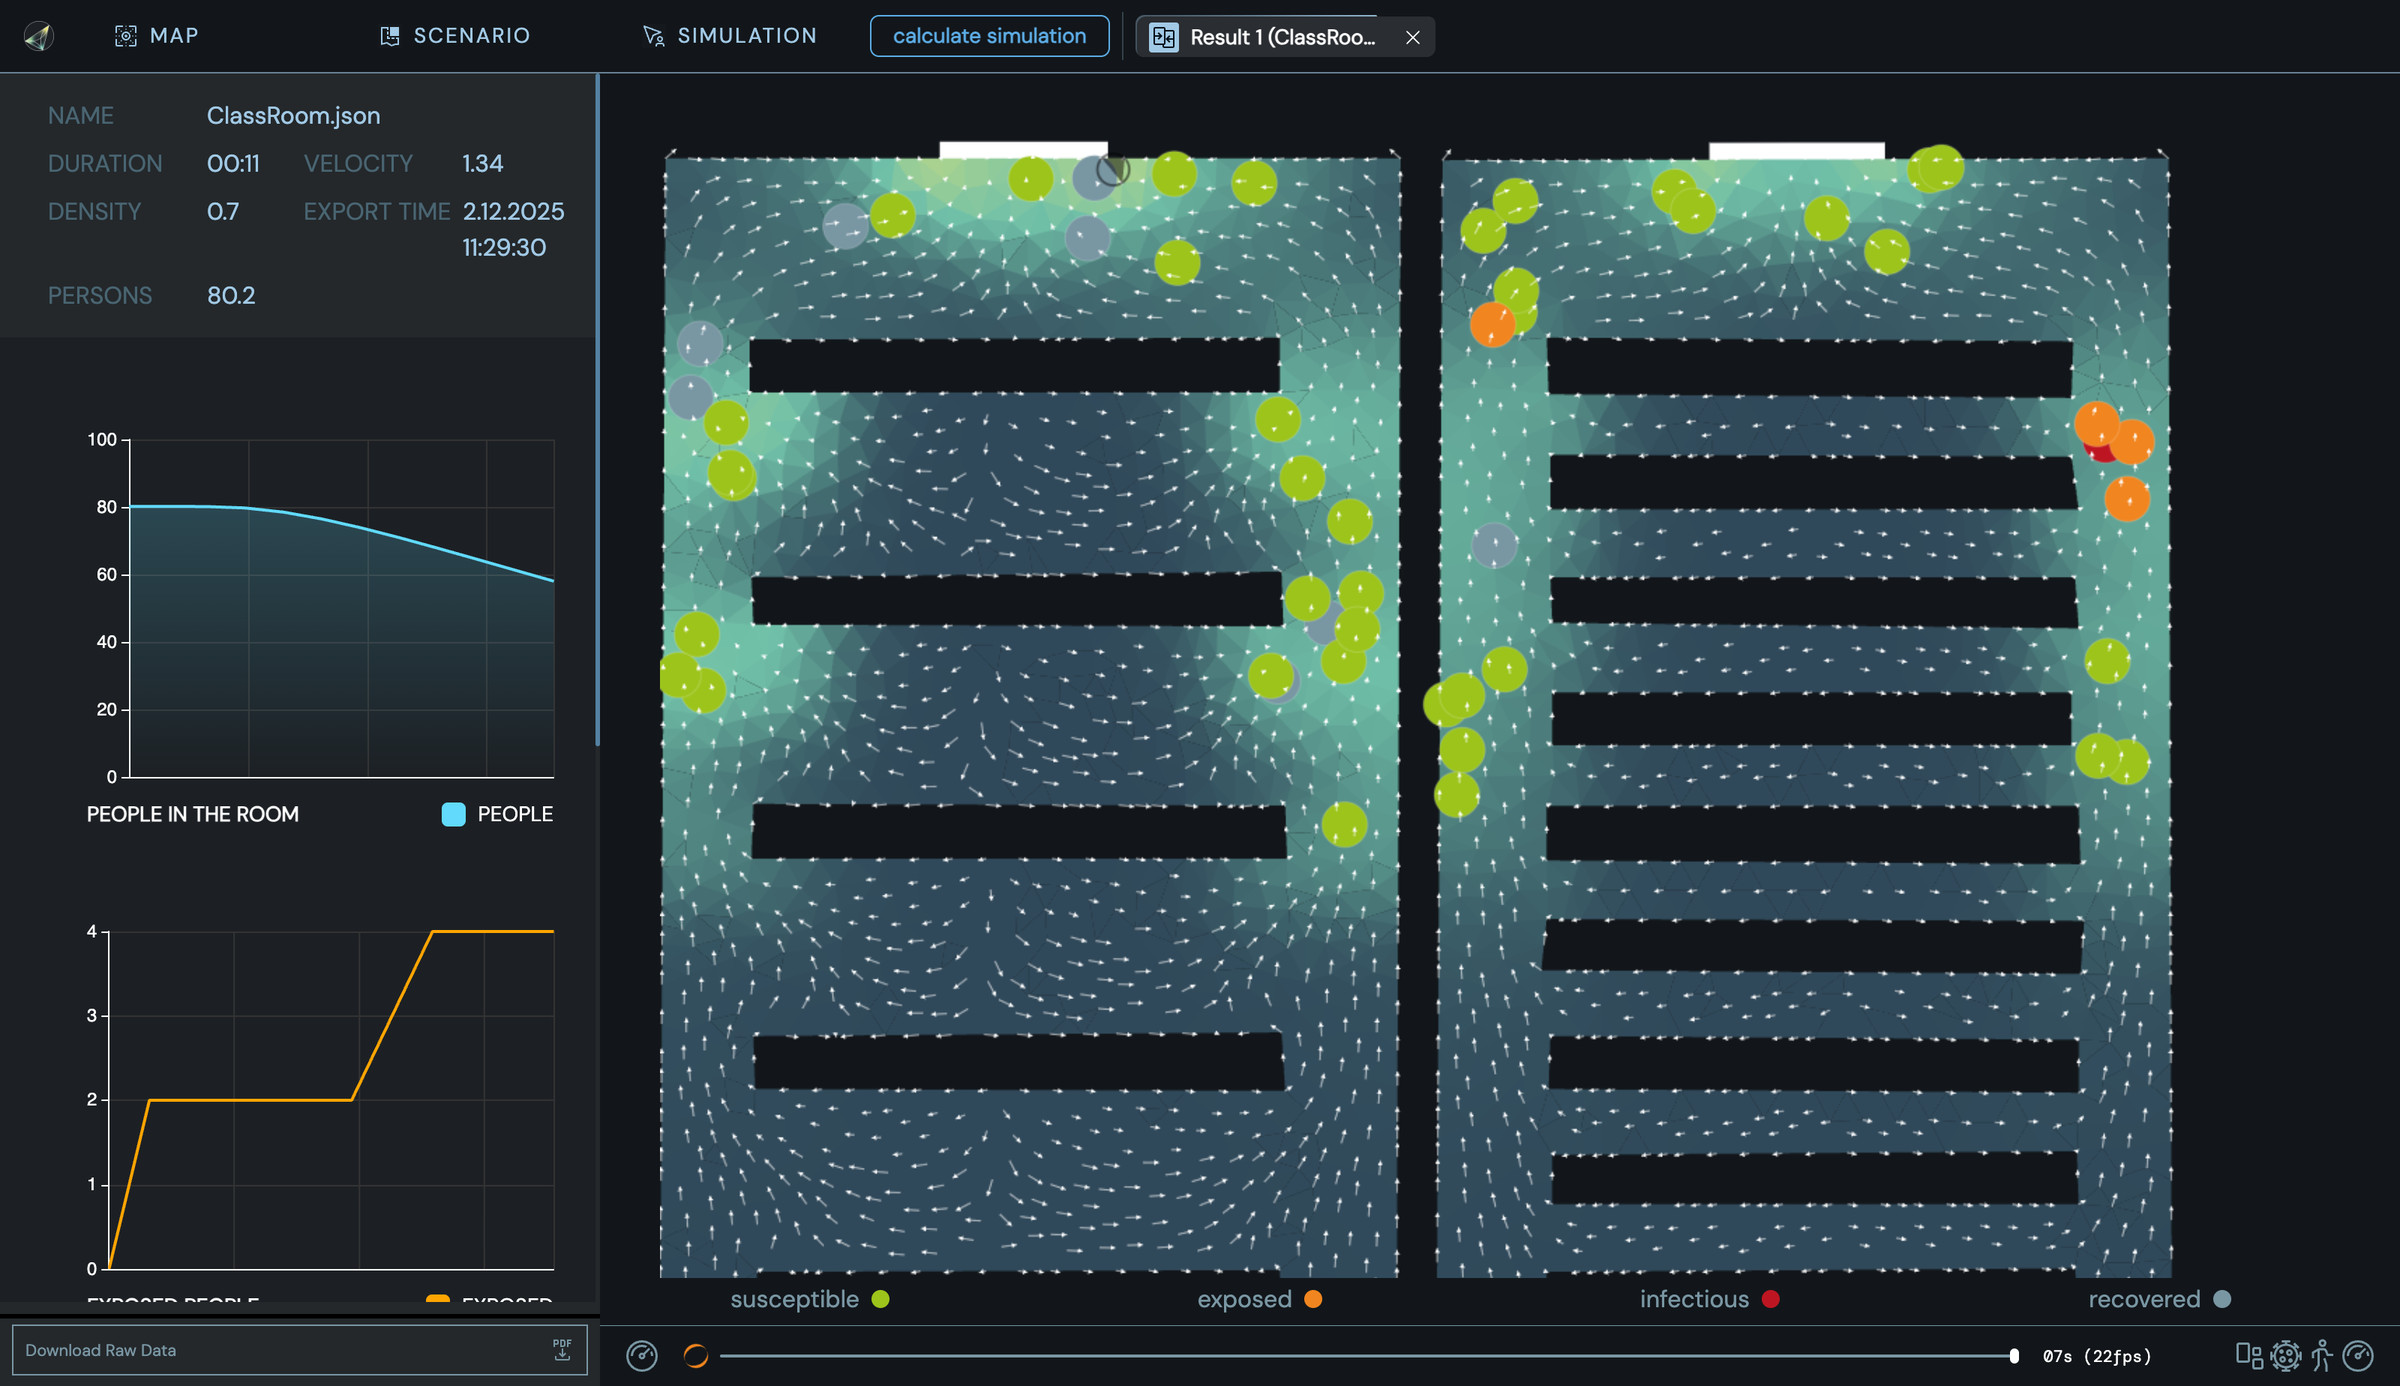 MAP
SCENARIO
SIMULATION
calculate simulation
Result 1 (ClassRoo...
NAME ClassRoom.json
DURATION 00:11 VELOCITY 1.34
DENSITY 0.7 EXPORT TIME 2.12.2025
11:29:30
PERSONS 80.2
100
80
60
40
20
0
PEOPLE IN THE ROOM PEOPLE
4
3
2
1
0
EXPOSED PEOPLE EXPOSED
Download Raw Data PDF
susceptible exposed infectious recovered
07s (22fps)